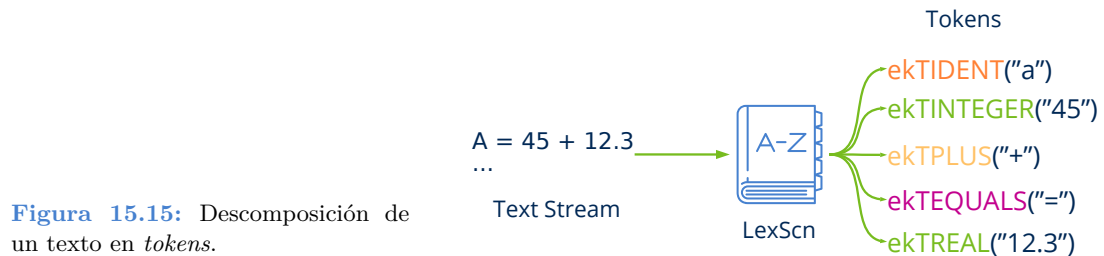 Tokens
ekTIDENT("a")
ekTINTEGER("45")
A = 45 + 12.3
...
A-Z
ekTPLUS("+")
Text Stream
LexScn
ekTEQUALS("=")
ekTREAL("12.3")
Figura 15.15: Descomposición de
un texto en tokens.